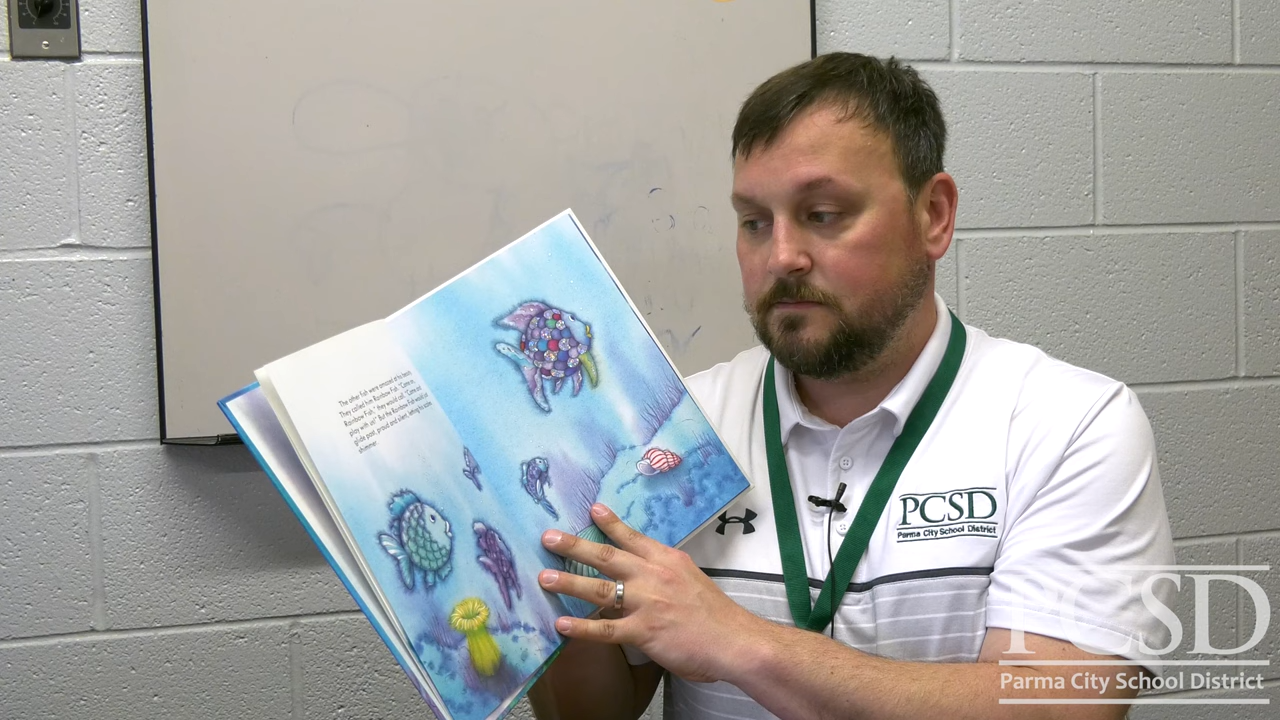 The other fish were amazed at his beauty.
They called him Rainbow Fish. "Come on,
Rainbow Fish," they would call. "Come and
play with us!" But the Rainbow Fish would just
glide past, proud and silent, letting his scales
shimmer.
PCSD
Parma City School District
PCSD
Parma City School District